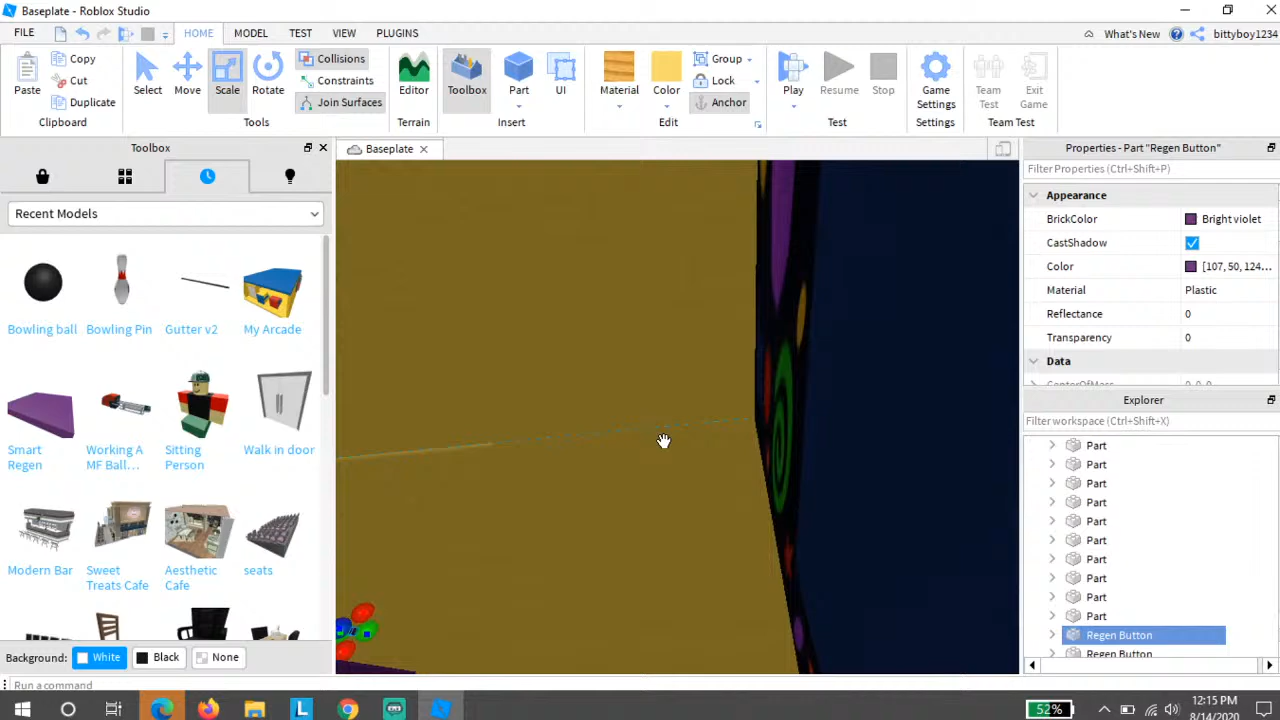 Baseplate - Roblox Studio
FILE HOME MODEL TEST VIEW PLUGINS What's New bittyboy1234
Paste Copy Cut Duplicate Select Move Scale Rotate Collisions Constraints Join Surfaces Editor Toolbox Part UI Material Color Group Lock Anchor Play Resume Stop Game Settings Team Test Exit Game
Clipboard Tools Terrain Insert Edit Test Settings Team Test
Toolbox
Recent Models
Bowling ball Bowling Pin Gutter v2 My Arcade
Smart Regen Working A MF Ball... Sitting Person Walk in door
Modern Bar Sweet Treats Cafe Aesthetic Cafe seats
Background: White Black None
Baseplate
Properties - Part "Regen Button"
Filter Properties (Ctrl+Shift+P)
Appearance
BrickColor Bright violet
CastShadow
Color [107, 50, 124...
Material Plastic
Reflectance 0
Transparency 0
Data
CenterOfMass 0, 0, 0
Explorer
Filter workspace (Ctrl+Shift+X)
Part
Part
Part
Part
Part
Part
Part
Part
Part
Part
Regen Button
Regen Button
Run a command
52%
12:15 PM
8/14/2020